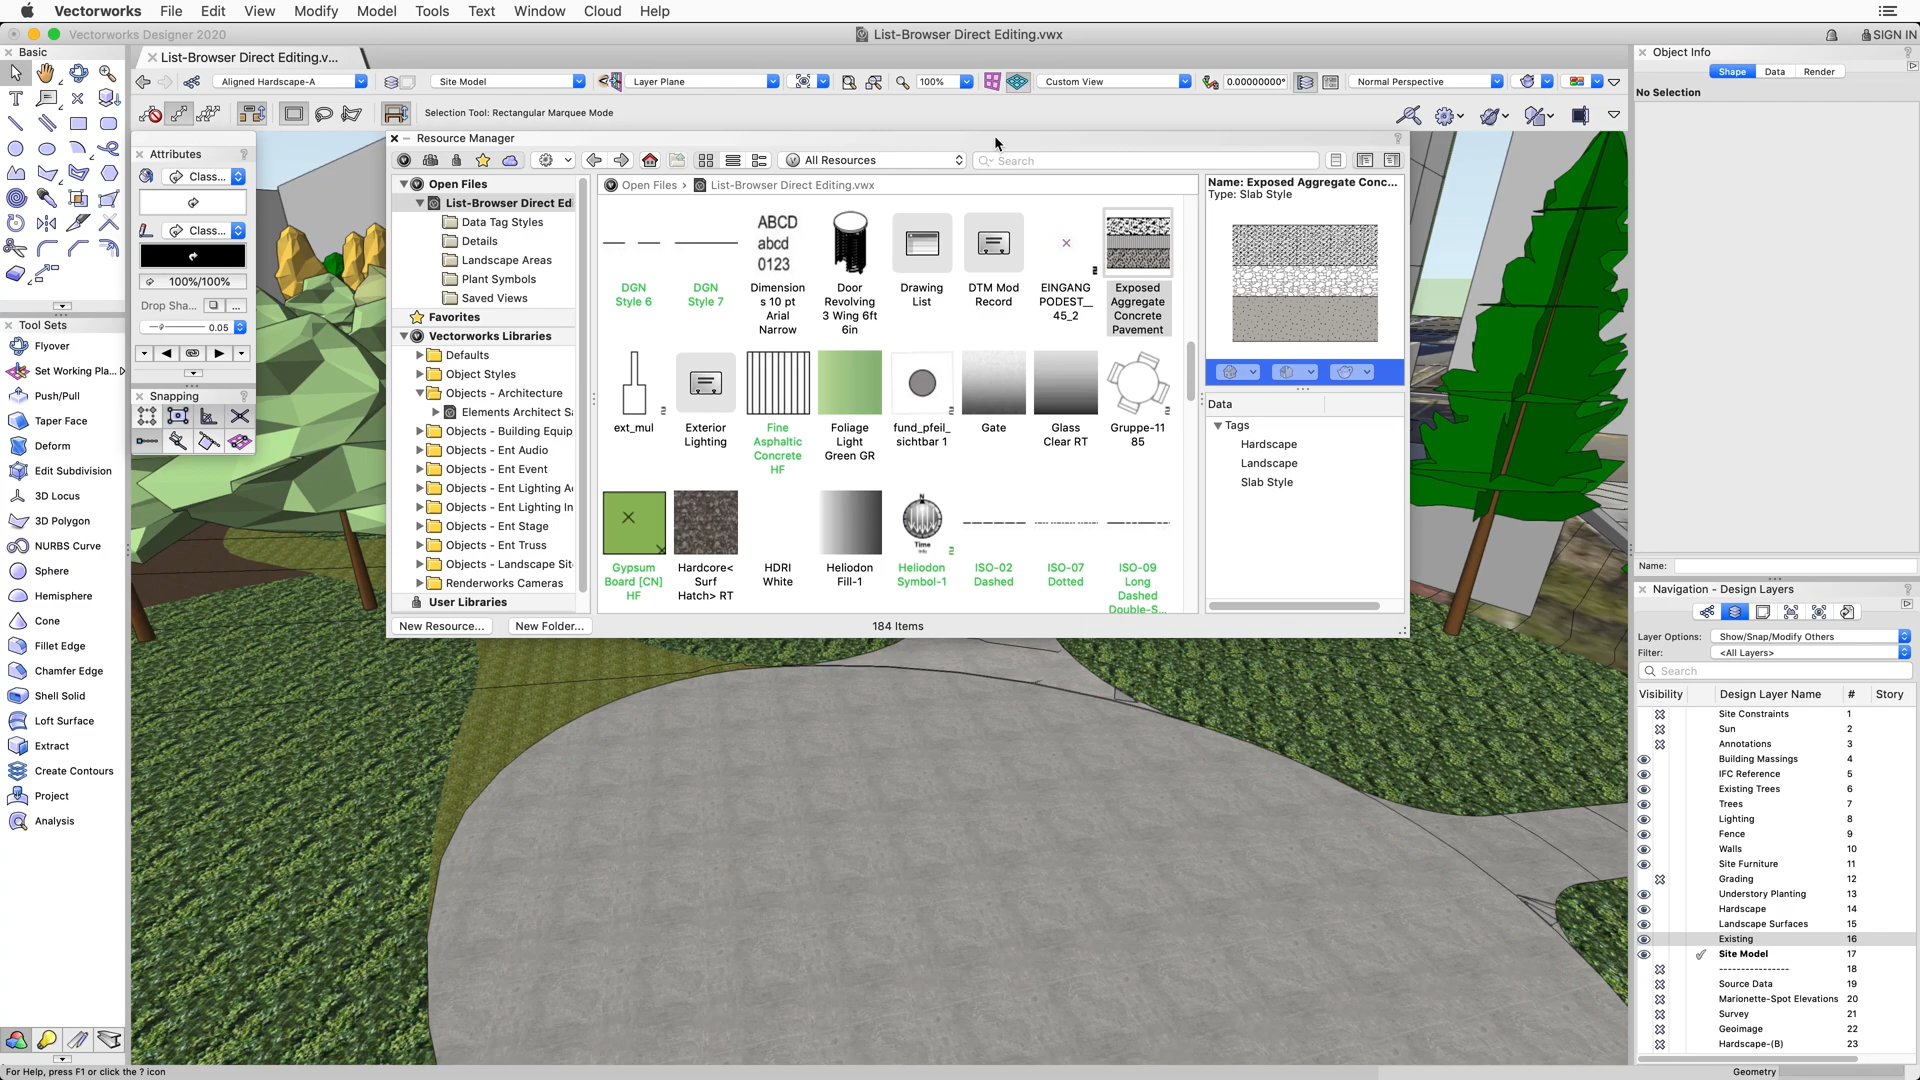 Vectorworks File Edit View Modify Model Tools Text Window Cloud Help
Vectorworks Designer 2020
List-Browser Direct Editing.vwx
SIGN IN
Basic
List-Browser Direct Editing.v...
Aligned Hardscape-A
Site Model
Layer Plane
100%
Custom View
0.00000000°
Normal Perspective
Selection Tool: Rectangular Marquee Mode
Attributes
Class...
Class...
100%/100%
Drop Sha...
...
0.05
Snapping
Tool Sets
Flyover
Set Working Pla...
Push/Pull
Taper Face
Deform
Edit Subdivision
3D Locus
3D Polygon
NURBS Curve
Sphere
Hemisphere
Cone
Fillet Edge
Chamfer Edge
Shell Solid
Loft Surface
Extract
Create Contours
Project
Analysis
Resource Manager
All Resources
Search
Open Files
List-Browser Direct Edi
Data Tag Styles
Details
Landscape Areas
Plant Symbols
Saved Views
Favorites
Vectorworks Libraries
Defaults
Object Styles
Objects - Architecture
Elements Architect Sa
Objects - Building Equip
Objects - Ent Audio
Objects - Ent Event
Objects - Ent Lighting Ac
Objects - Ent Lighting In
Objects - Ent Stage
Objects - Ent Truss
Objects - Landscape Sit
Renderworks Cameras
User Libraries
New Resource...
New Folder...
Open Files › List-Browser Direct Editing.vwx
DGN Style 6
DGN Style 7
ABCD
abcd
0123
Dimensions 10 pt Arial Narrow
Door Revolving 3 Wing 6ft 6in
Drawing List
DTM Mod Record
EINGANG PODEST__45_2
Exposed Aggregate Concrete Pavement
ext_mul
Exterior Lighting
Fine Asphaltic Concrete HF
Foliage Light Green GR
fund_pfeil_sichtbar 1
Gate
Glass Clear RT
Gruppe-11 85
Gypsum Board [CN] HF
Hardcore< Surf Hatch> RT
HDRI White
Heliodon Fill-1
N
Time
Heliodon Symbol-1
ISO-02 Dashed
ISO-07 Dotted
ISO-09 Long Dashed Double-S...
184 Items
Name: Exposed Aggregate Conc...
Type: Slab Style
Data
Tags
Hardscape
Landscape
Slab Style
Object Info
Shape Data Render
No Selection
Name:
Navigation - Design Layers
Layer Options: Show/Snap/Modify Others
Filter: <All Layers>
Search
Visibility Design Layer Name # Story
Site Constraints 1
Sun 2
Annotations 3
Building Massings 4
IFC Reference 5
Existing Trees 6
Trees 7
Lighting 8
Fence 9
Walls 10
Site Furniture 11
Grading 12
Understory Planting 13
Hardscape 14
Landscape Surfaces 15
Existing 16
Site Model 17
---------------- 18
Source Data 19
Marionette-Spot Elevations 20
Survey 21
Geoimage 22
Hardscape-(B) 23
For Help, press F1 or click the ? icon
Geometry